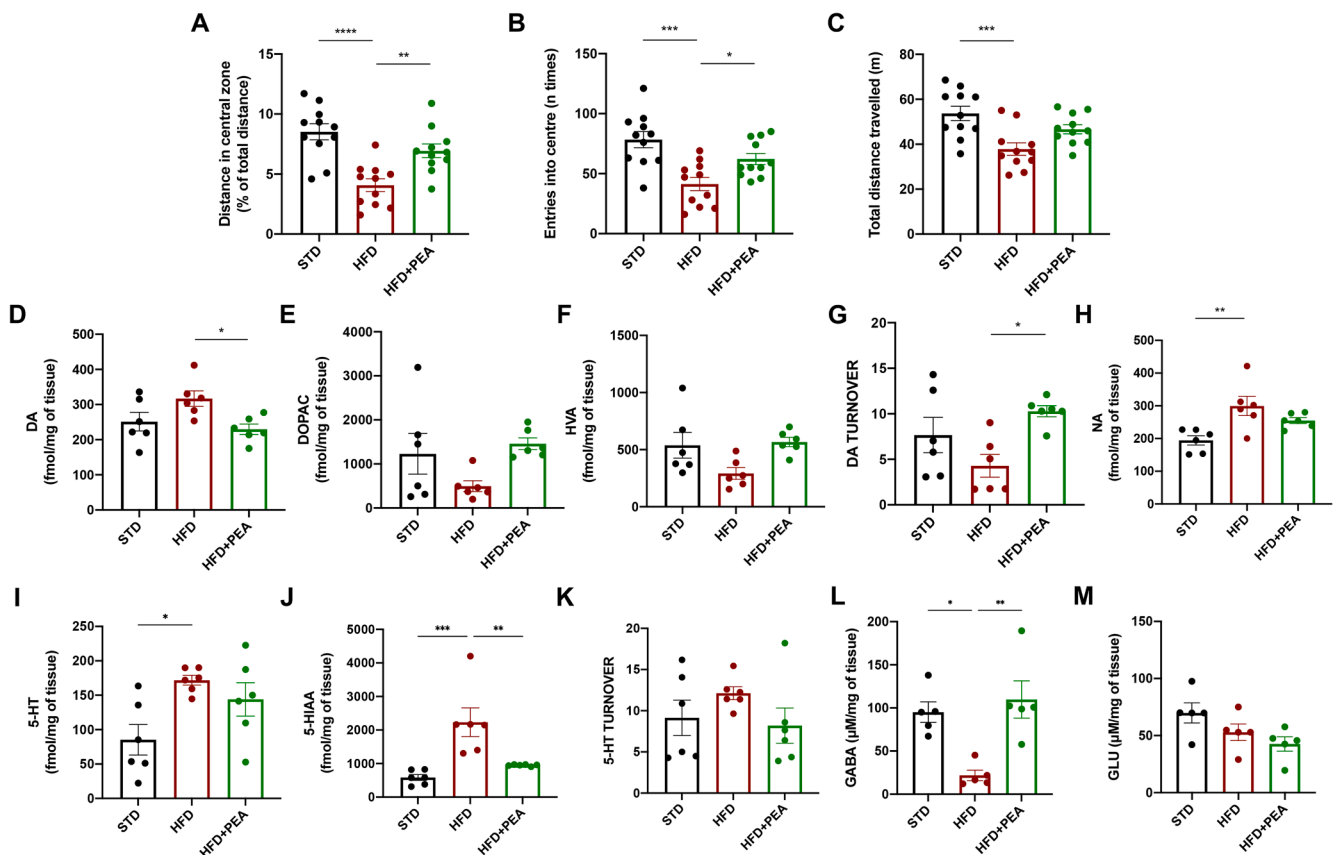 A
Distance in central zone
(% of total distance)
15
10
5
0
****
**
STD
HFD
HFD+PEA
B
Entries into centre (n times)
150
100
50
0
***
*
STD
HFD
HFD+PEA
C
Total distance travelled (m)
80
60
40
20
0
***
STD
HFD
HFD+PEA
D
DA
(fmol/mg of tissue)
500
400
300
200
100
0
*
STD
HFD
HFD+PEA
E
DOPAC
(fmol/mg of tissue)
4000
3000
2000
1000
0
STD
HFD
HFD+PEA
F
HVA
(fmol/mg of tissue)
1500
1000
500
0
STD
HFD
HFD+PEA
G
DA TURNOVER
20
15
10
5
0
*
STD
HFD
HFD+PEA
H
NA
(fmol/mg of tissue)
500
400
300
200
100
0
**
STD
HFD
HFD+PEA
I
5-HT
(fmol/mg of tissue)
250
200
150
100
50
0
*
STD
HFD
HFD+PEA
J
5-HIAA
(fmol/mg of tissue)
5000
4000
3000
2000
1000
0
***
**
STD
HFD
HFD+PEA
K
5-HT TURNOVER
20
15
10
5
0
STD
HFD
HFD+PEA
L
GABA (µM/mg of tissue)
200
150
100
50
0
*
**
STD
HFD
HFD+PEA
M
GLU (µM/mg of tissue)
150
100
50
0
STD
HFD
HFD+PEA